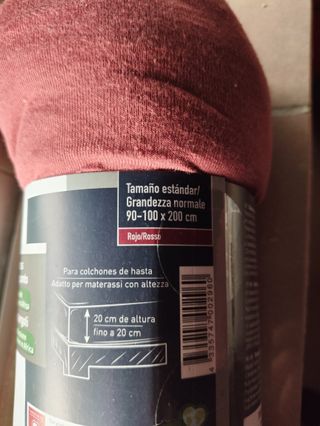 Tamaño estándar/
Grandezza normale
90-100 x 200 cm
Rojo/Rosso
Para colchones de hasta
Adatto per materassi con altezza
20 cm de altura
fino a 20 cm